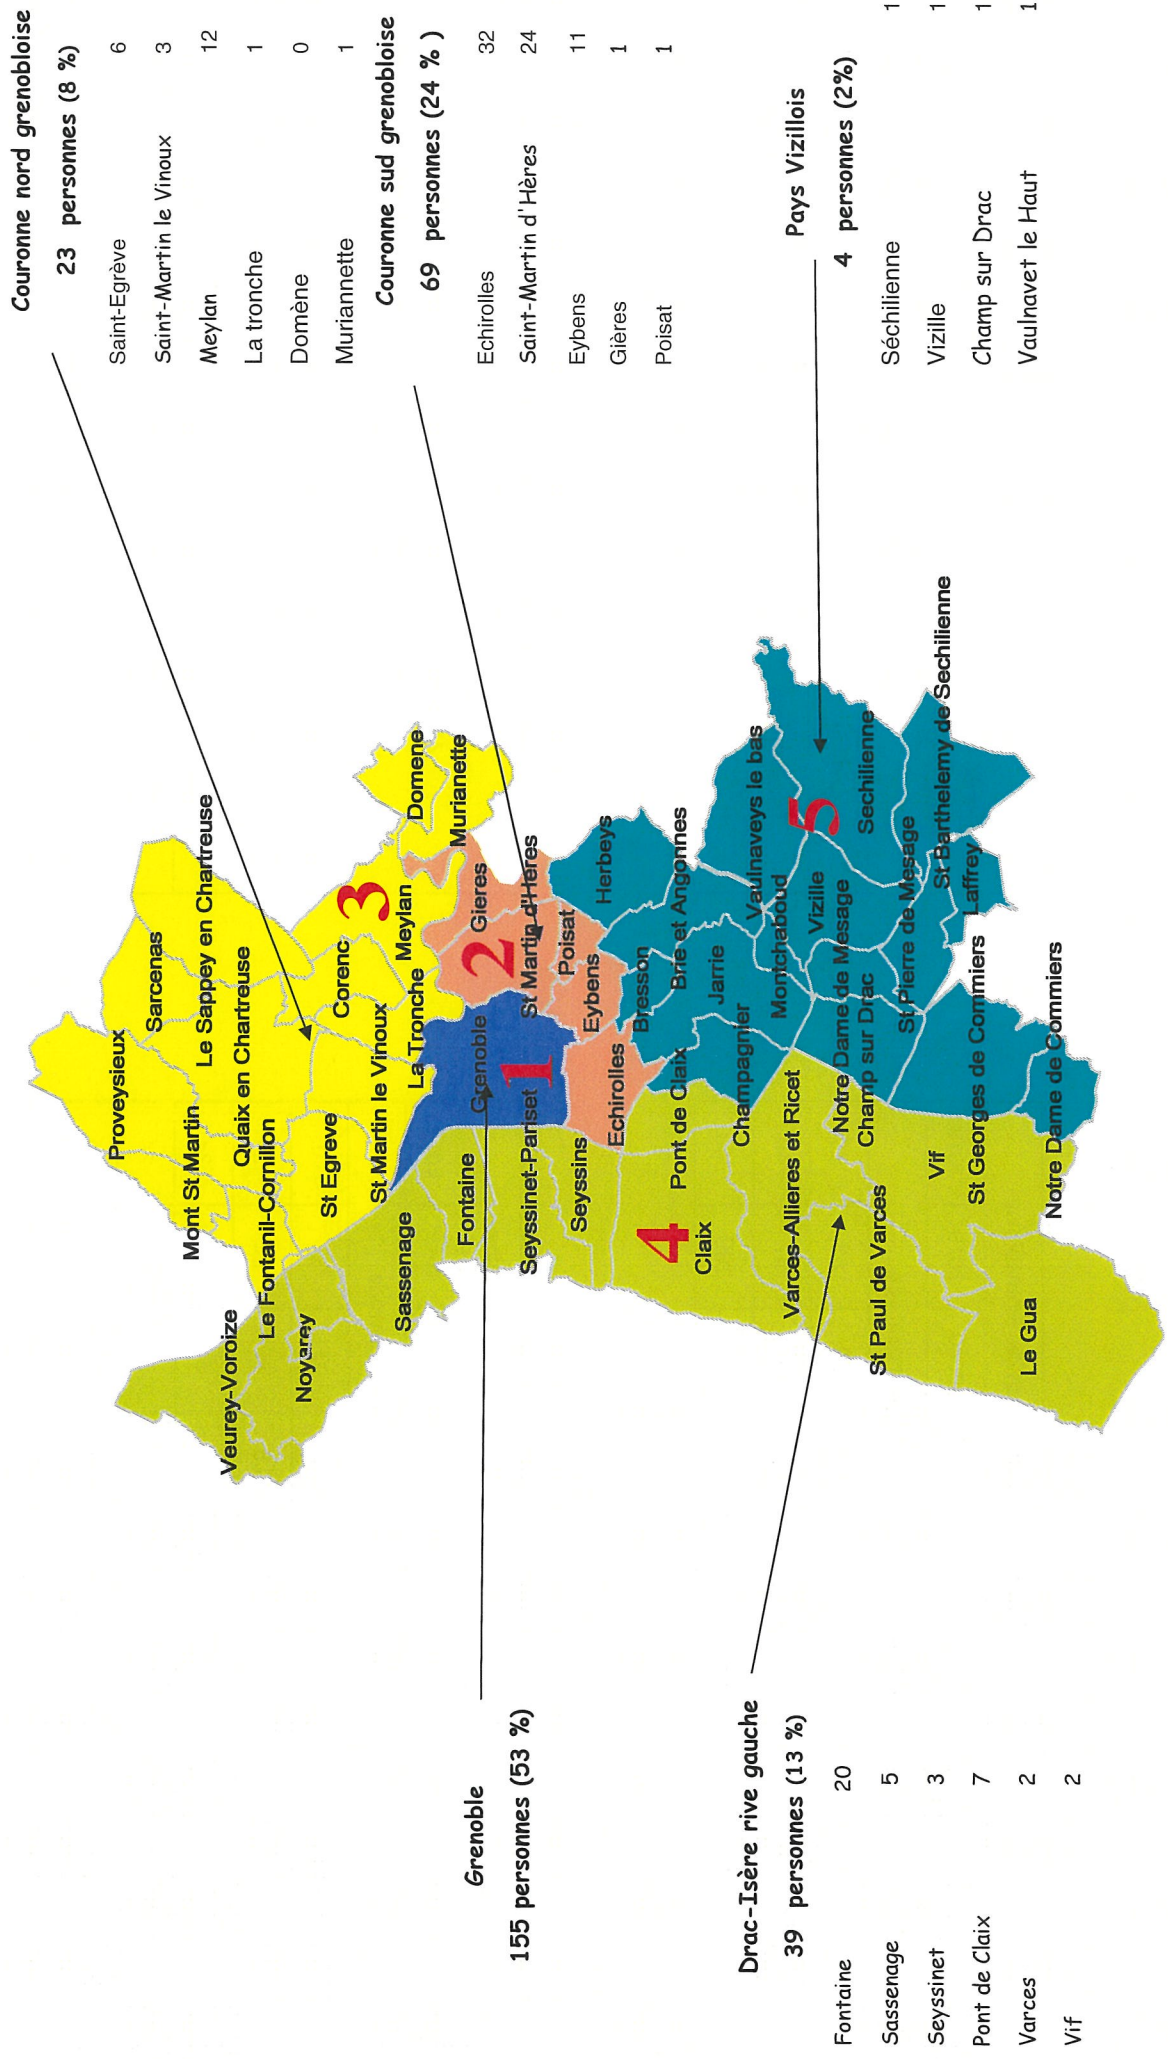 Couronne nord grenobloise
23 personnes (8 %)
Saint-Egrève 6
Saint-Martin le Vinoux 3
Meylan 12
La tronche 1
Domène 0
Muriannette 1
Couronne sud grenobloise
69 personnes (24 % )
Echirolles 32
Saint-Martin d'Hères 24
Eybens 11
Gières 1
Poisat 1
Pays Vizillois
4 personnes (2%)
Séchilienne 1
Vizille 1
Champ sur Drac 1
Vaulnavet le Haut 1
Grenoble
155 personnes (53 %)
Drac-Isère rive gauche
39 personnes (13 %)
Fontaine 20
Sassenage 5
Seyssinet 3
Pont de Claix 7
Varces 2
Vif 2
Proveysieux
Sarcenas
Mont St Martin
Le Sappey en Chartreuse
Quaix en Chartreuse
Veurey-Voroize
Le Fontanil-Cornillon
Noyarey
St Egreve
Corenc
3
St Martin le Vinoux
Meylan
Sassenage
La Tronche
Domene
Murianette
Fontaine
Grenoble
Gieres
2
1
Seyssinet-Pariset
St Martin d'Heres
Poisat
Seyssins
Eybens
Herbeys
Echirolles
Bresson
4
Pont de Claix
Brie et Angonnes
Claix
Jarrie
Champagnier
Vaulnaveys le bas
Montchaboud
Varces-Allieres et Ricet
Vizille
5
Notre Dame de Mesage
Champ sur Drac
Sechilienne
St Paul de Varces
St Pierre de Mesage
Vif
St Barthelemy de Sechilienne
Laffrey
St Georges de Commiers
Le Gua
Notre Dame de Commiers